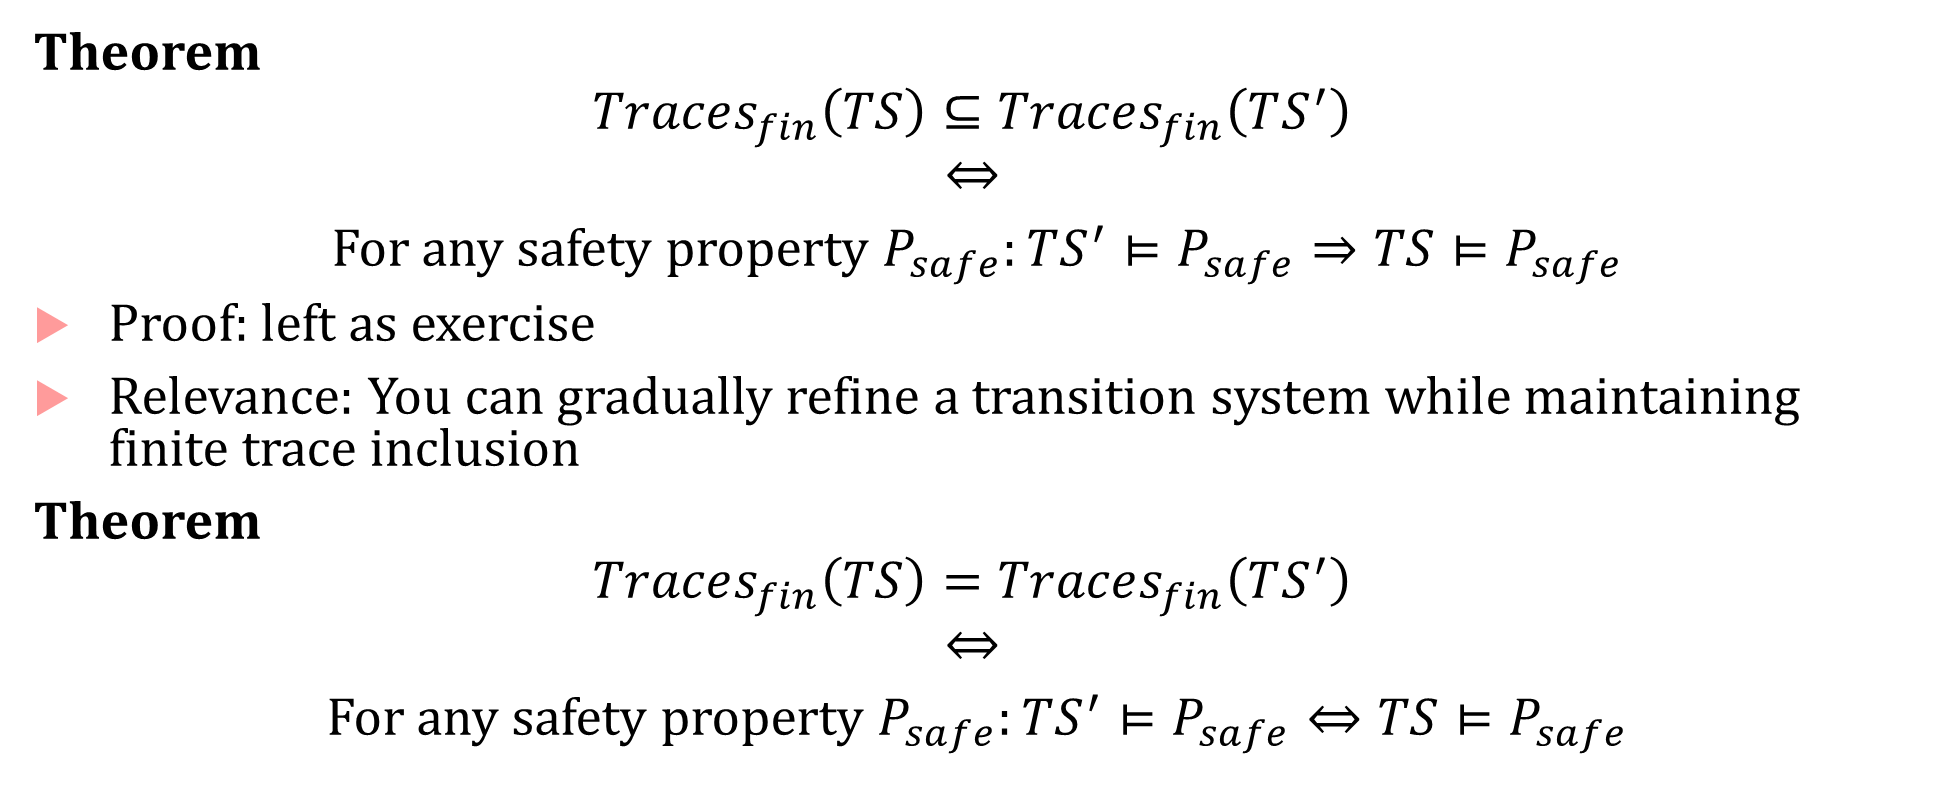 Theorem
Traces_fin(TS) ⊆ Traces_fin(TS′)
⇔
For any safety property P_safe: TS′ ⊨ P_safe ⇒ TS ⊨ P_safe
Proof: left as exercise
Relevance: You can gradually refine a transition system while maintaining
finite trace inclusion
Theorem
Traces_fin(TS) = Traces_fin(TS′)
⇔
For any safety property P_safe: TS′ ⊨ P_safe ⇔ TS ⊨ P_safe